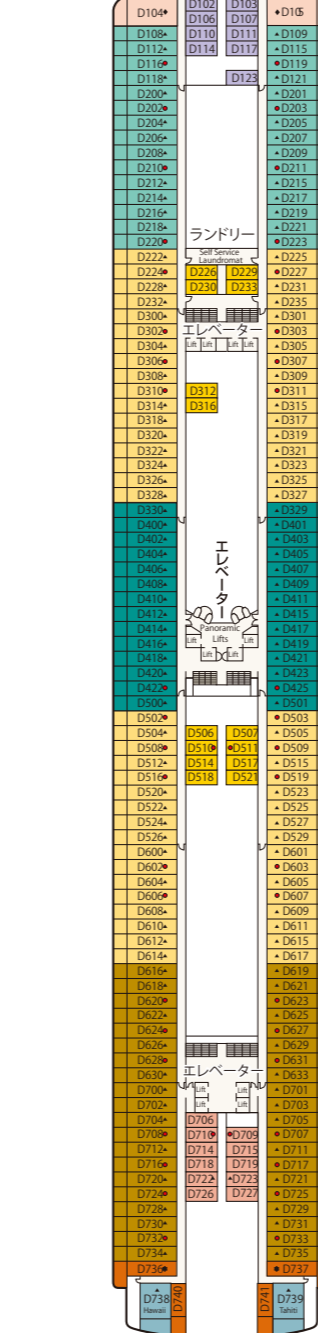 D102 D103
D104 D106 D107 D105
D108 D110 D111 D109
D112 D114 D117 D115
D116 D119
D118 D123 D121
D200 D201
D202 D203
D204 D205
D206 D207
D208 D209
D210 D211
D212 D215
D214 D217
D216 D219
D218 D221
ランドリー
D220 D223
Self Service
Laundromat
D222 D225
D224 D226 D229 D227
D228 D230 D233 D231
D232 D235
D300 D301
エレベーター
D302 D303
Lift Lift Lift Lift
D304 D305
D306 D307
D308 D309
D310 D312 D311
D314 D316 D315
D318 D317
D320 D319
D322 D321
D324 D323
D326 D325
D328 D327
D330 D329
D400 D401
エレベーター
D402 D403
D404 D405
D406 D407
D408 D409
D410 D411
D412 D415
Panoramic
Lifts
D414 D417
D416 Lift Lift D419
D418 Lift Lift D421
D420 D423
D422 D425
D500 D501
D502 D503
D504 D506 D507 D505
D508 D510 D511 D509
D512 D514 D517 D515
D516 D518 D521 D519
D520 D523
D522 D525
D524 D527
D526 D529
D600 D601
D602 D603
D604 D605
D606 D607
D608 D609
D610 D611
D612 D615
D614 D617
D616 D619
D618 D621
D620 D623
D622 D625
D624 D627
D626 D629
D628 D631
エレベーター
D630 D633
D700 Lift Lift D701
D702 Lift Lift D703
D704 D706 D705
D708 D710 D709 D707
D712 D714 D715 D711
D716 D718 D719 D717
D720 D722 D723 D721
D724 D726 D727 D725
D728 D729
D730 D731
D732 D733
D734 D735
D736 D737
D738 D740 D741 D739
Hawaii Tahiti